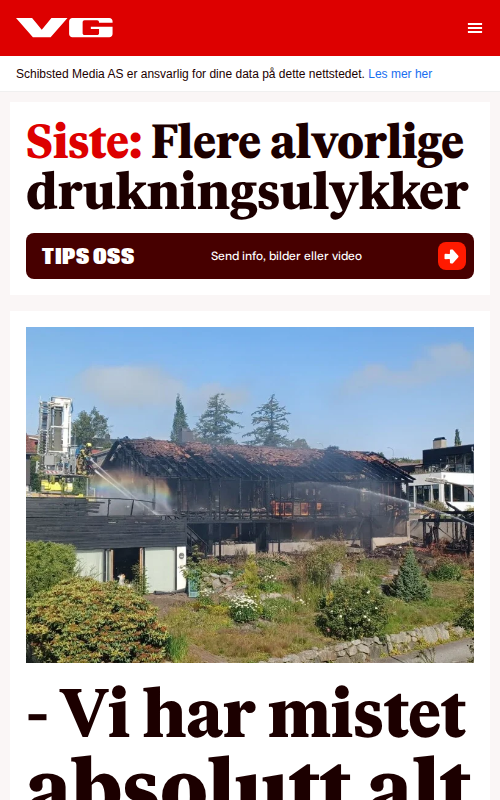 VG
Schibsted Media AS er ansvarlig for dine data på dette nettstedet. Les mer her
Siste: Flere alvorlige
drukningsulykker
TIPS OSS
Send info, bilder eller video
- Vi har mistet
absolutt alt